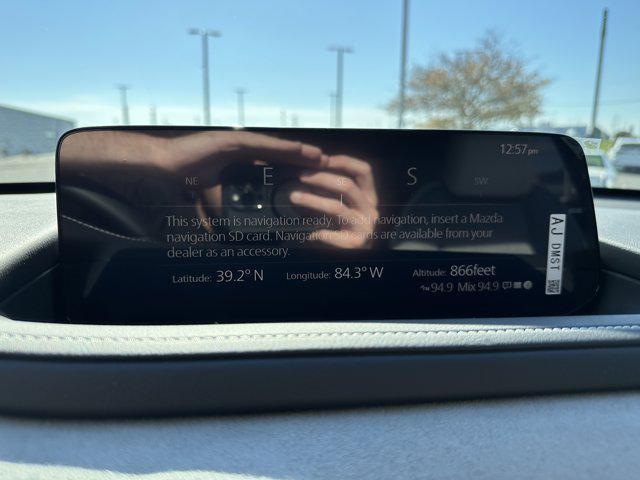 12:57pm
NE E SE S SW
This system is navigation ready. To add navigation, insert a Mazda
navigation SD card. Navigation SD cards are available from your
dealer as an accessory.
Latitude: 39.2° N Longitude: 84.3° W Altitude: 866feet
FM 94.9 Mix 94.9
AJ DMST